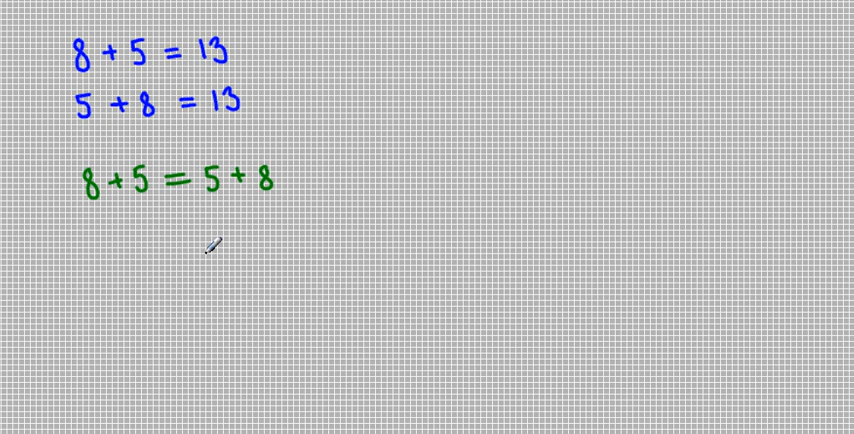 8 + 5 = 13
5 + 8 = 13
8 + 5 = 5 + 8